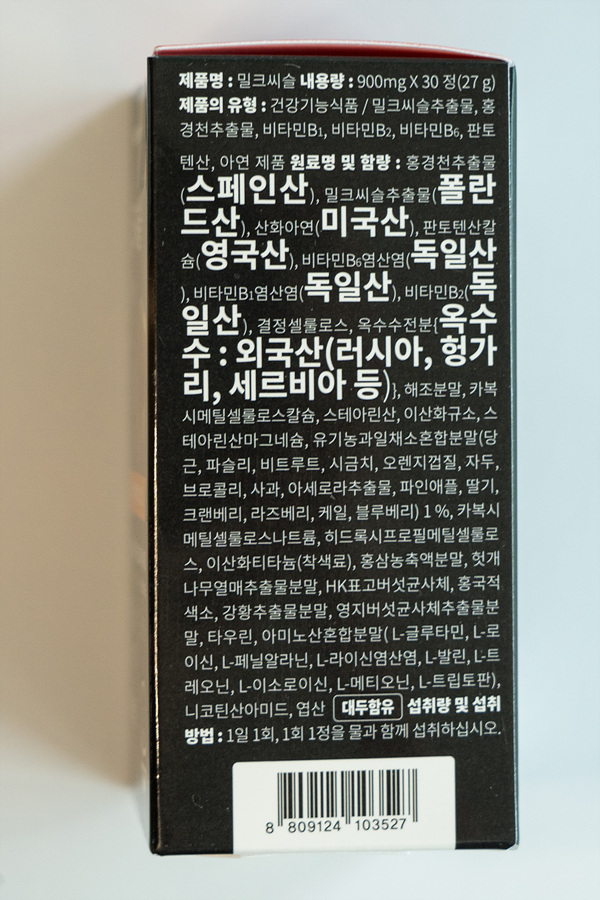 제품명 : 밀크씨슬 내용량 : 900mg X 30 정(27 g)
제품의 유형 : 건강기능식품 / 밀크씨슬추출물, 홍
경천추출물, 비타민B1, 비타민B2, 비타민B6, 판토
텐산, 아연 제품 원료명 및 함량 : 홍경천추출물
(스페인산), 밀크씨슬추출물(폴란
드산), 산화아연(미국산), 판토텐산칼
슘(영국산), 비타민B6염산염(독일산
), 비타민B1염산염(독일산), 비타민B2(독
일산), 결정셀룰로스, 옥수수전분{옥수
수 : 외국산(러시아, 헝가
리, 세르비아 등)}, 해조분말, 카복
시메틸셀룰로스칼슘, 스테아린산, 이산화규소, 스
테아린산마그네슘, 유기농과일채소혼합분말(당
근, 파슬리, 비트루트, 시금치, 오렌지껍질, 자두,
브로콜리, 사과, 아세로라추출물, 파인애플, 딸기,
크랜베리, 라즈베리, 케일, 블루베리) 1 %, 카복시
메틸셀룰로스나트륨, 히드록시프로필메틸셀룰로
스, 이산화티타늄(착색료), 홍삼농축액분말, 헛개
나무열매추출물분말, HK표고버섯균사체, 홍국적
색소, 강황추출물분말, 영지버섯균사체추출물분
말, 타우린, 아미노산혼합분말( L-글루타민, L-로
이신, L-페닐알라닌, L-라이신염산염, L-발린, L-트
레오닌, L-이소로이신, L-메티오닌, L-트립토판),
니코틴산아미드, 엽산 대두함유 섭취량 및 섭취
방법 : 1일 1회, 1회 1정을 물과 함께 섭취하십시오.
8 809124 103527